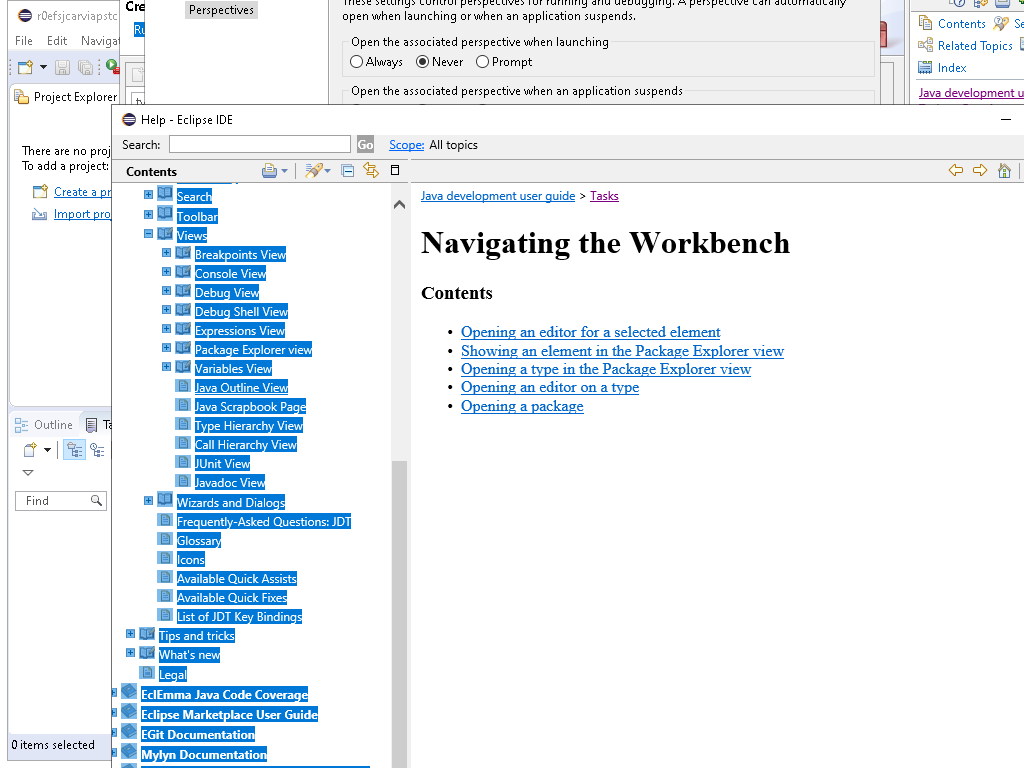 r0efsjcarviapstc
File Edit Naviga
Project Explorer
There are no proj
To add a project:
Create a pr
Import pro
Outline
Find
0 items selected
Crea
Perspectives
These settings control perspectives for running and debugging. A perspective can automatically
open when launching or when an application suspends.
Open the associated perspective when launching
Always Never Prompt
Open the associated perspective when an application suspends
Contents Se
Related Topics
Index
Java development u
Help - Eclipse IDE
Search: Go Scope: All topics
Contents
Search
Toolbar
Views
Breakpoints View
Console View
Debug View
Debug Shell View
Expressions View
Package Explorer view
Variables View
Java Outline View
Java Scrapbook Page
Type Hierarchy View
Call Hierarchy View
JUnit View
Javadoc View
Wizards and Dialogs
Frequently-Asked Questions: JDT
Glossary
Icons
Available Quick Assists
Available Quick Fixes
List of JDT Key Bindings
Tips and tricks
What's new
Legal
EclEmma Java Code Coverage
Eclipse Marketplace User Guide
EGit Documentation
Mylyn Documentation
Java development user guide > Tasks
Navigating the Workbench
Contents
• Opening an editor for a selected element
• Showing an element in the Package Explorer view
• Opening a type in the Package Explorer view
• Opening an editor on a type
• Opening a package